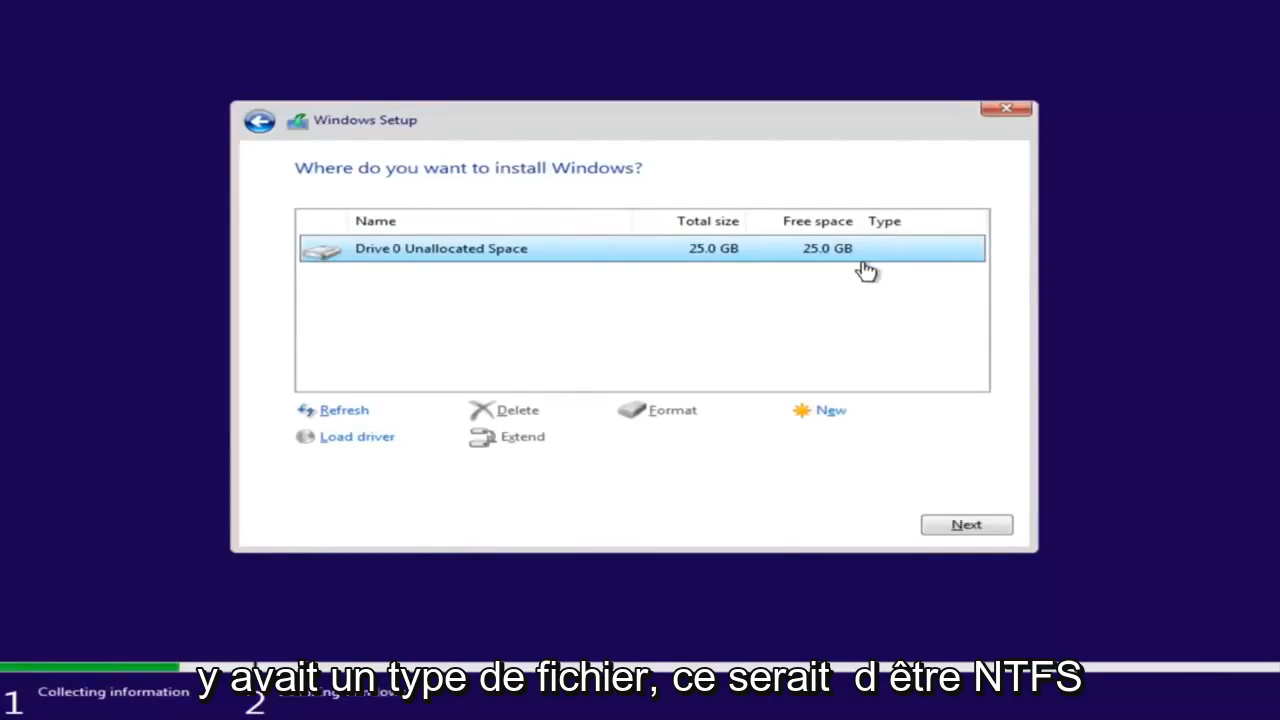 Windows Setup
Where do you want to install Windows?
Name Total size Free space Type
Drive 0 Unallocated Space 25.0 GB 25.0 GB
Refresh Delete Format New
Load driver Extend
Next
y avait un type de fichier, ce serait d être NTFS
1 Collecting information 2